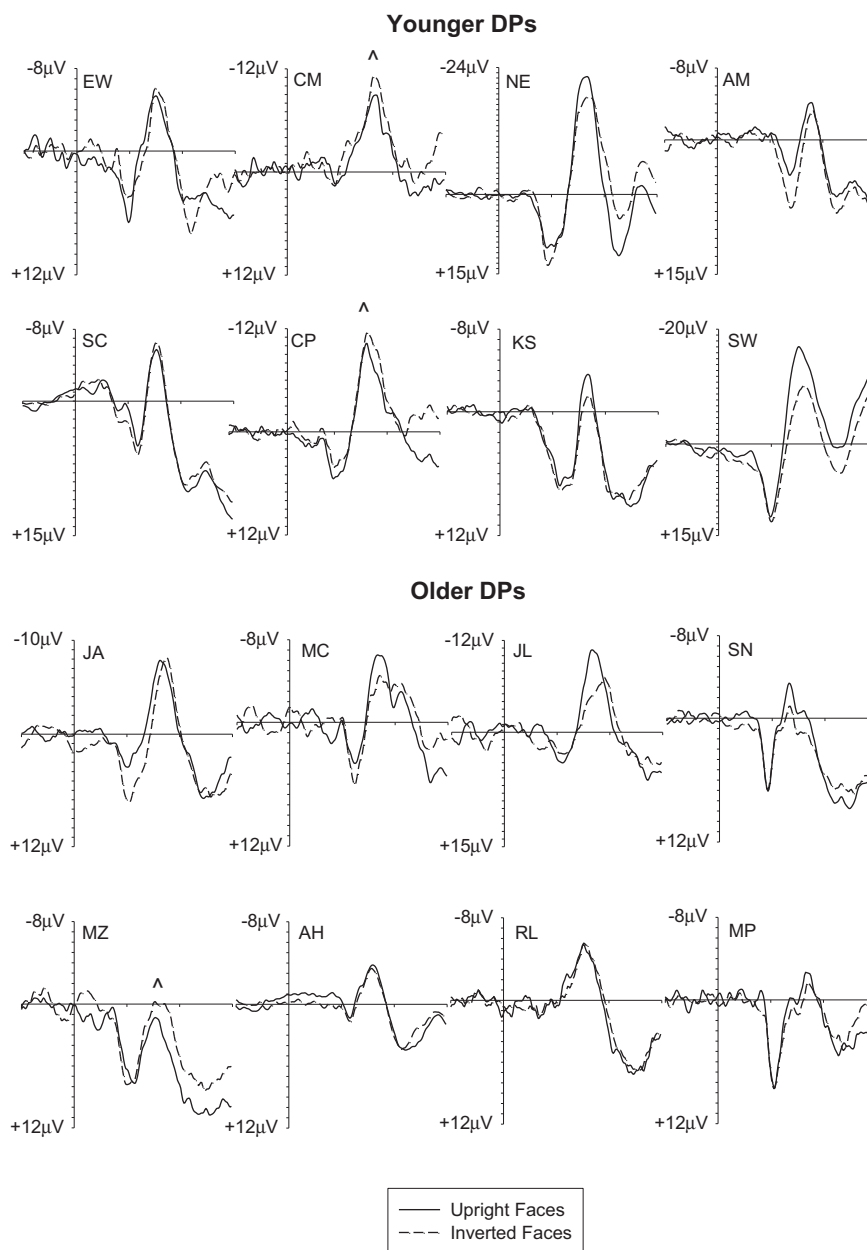 Younger DPs
-8µV EW +12µV
^
-12µV CM +12µV
-24µV NE +15µV
-8µV AM +15µV
-8µV SC +15µV
^
-12µV CP +12µV
-8µV KS +12µV
-20µV SW +15µV
Older DPs
-10µV JA +12µV
-8µV MC +12µV
-12µV JL +15µV
-8µV SN +12µV
-8µV MZ ^ +12µV
-8µV AH +12µV
-8µV RL +12µV
-8µV MP +12µV
Upright Faces
Inverted Faces